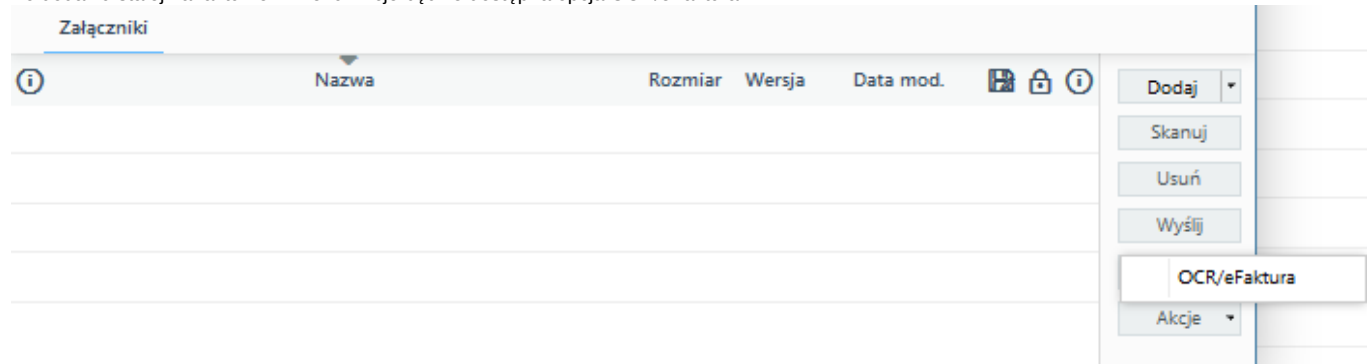 Załączniki
Nazwa Rozmiar Wersja Data mod.
Dodaj
Skanuj
Usuń
Wyślij
OCR/eFaktura
Akcje